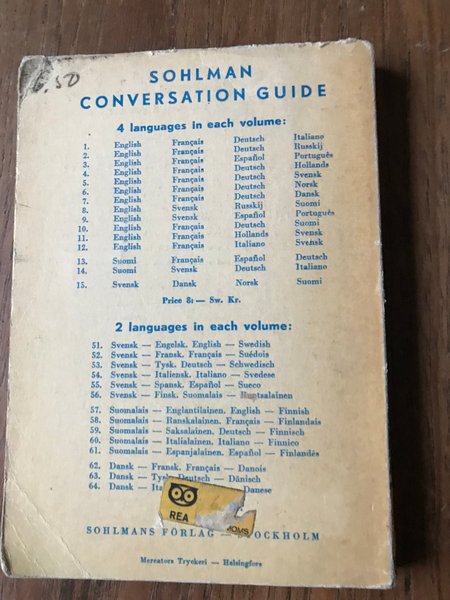 6.50
SOHLMAN
CONVERSATION GUIDE
4 languages in each volume:
1. English Français Deutsch Italiano
2. English Français Deutsch Russkij
3. English Français Español Português
4. English Français Deutsch Hollands
5. English Français Deutsch Svensk
6. English Français Deutsch Norsk
7. English Français Deutsch Dansk
8. English Svensk Russkij Suomi
9. English Svensk Español Português
10. English Français Deutsch Suomi
11. English Français Hollands Svensk
12. English Français Italiano Svensk
13. Suomi Français Español Deutsch
14. Suomi Svensk Deutsch Italiano
15. Svensk Dansk Norsk Suomi
Price 8: — Sw. Kr.
2 languages in each volume:
51. Svensk — Engelsk. English — Swedish
52. Svensk — Fransk. Français — Suédois
53. Svensk — Tysk. Deutsch — Schwedisch
54. Svensk — Italiensk. Italiano — Svedese
55. Svensk — Spansk. Español — Sueco
56. Svensk — Finsk. Suomalais — Ruotsalainen
57. Suomalais — Englantilainen. English — Finnish
58. Suomalais — Ranskalainen. Français — Finlandais
59. Suomalais — Saksalainen. Deutsch — Finnisch
60. Suomalais — Italialainen. Italiano — Finnico
61. Suomalais — Espanjalainen. Español — Finlandés
62. Dansk — Fransk. Français — Danois
63. Dansk — Tysk. Deutsch — Dänisch
64. Dansk — Ita Danese
REA OOMS
SOHLMANS FÖRLAG STOCKHOLM
Mercators Tryckeri — Helsingfors